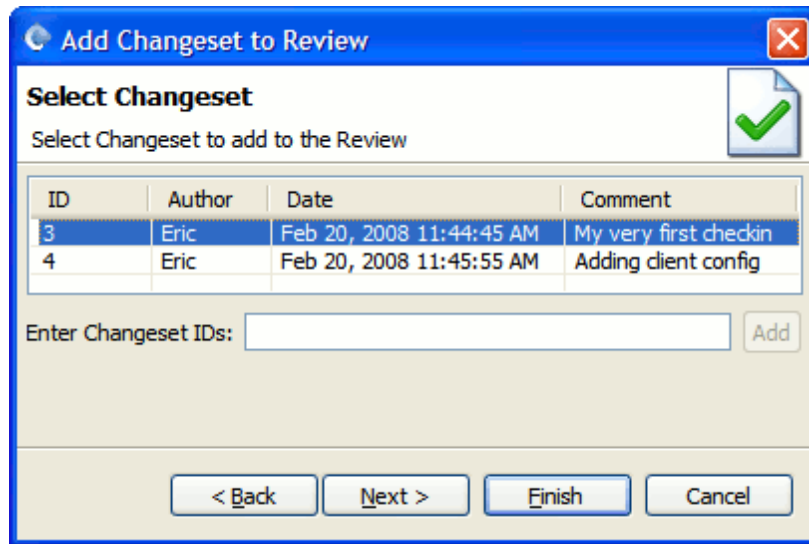 Add Changeset to Review
Select Changeset
Select Changeset to add to the Review
ID Author Date Comment
3 Eric Feb 20, 2008 11:44:45 AM My very first checkin
4 Eric Feb 20, 2008 11:45:55 AM Adding client config
Enter Changeset IDs: Add
< Back Next > Finish Cancel